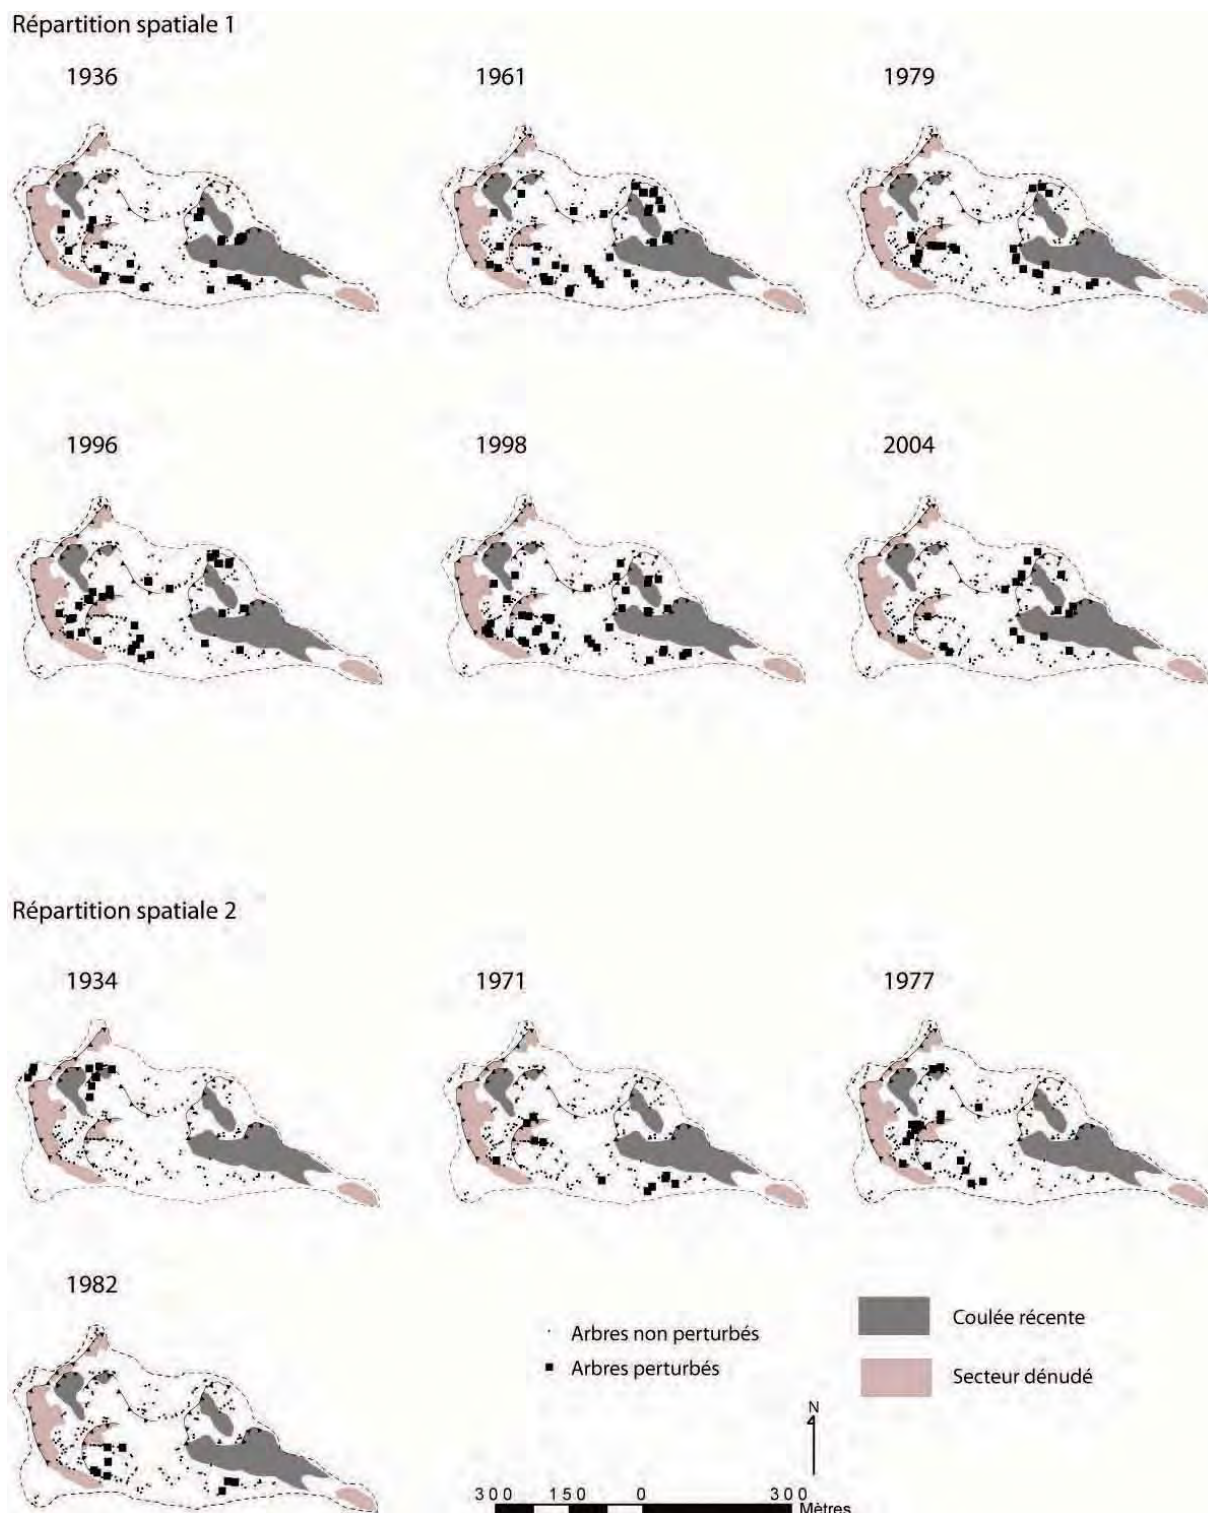 Répartition spatiale 1
1936 1961 1979
1996 1998 2004
Répartition spatiale 2
1934 1971 1977
1982
Arbres non perturbés
Arbres perturbés
Coulée récente
Secteur dénudé
N
300 150 0 300
Mètres